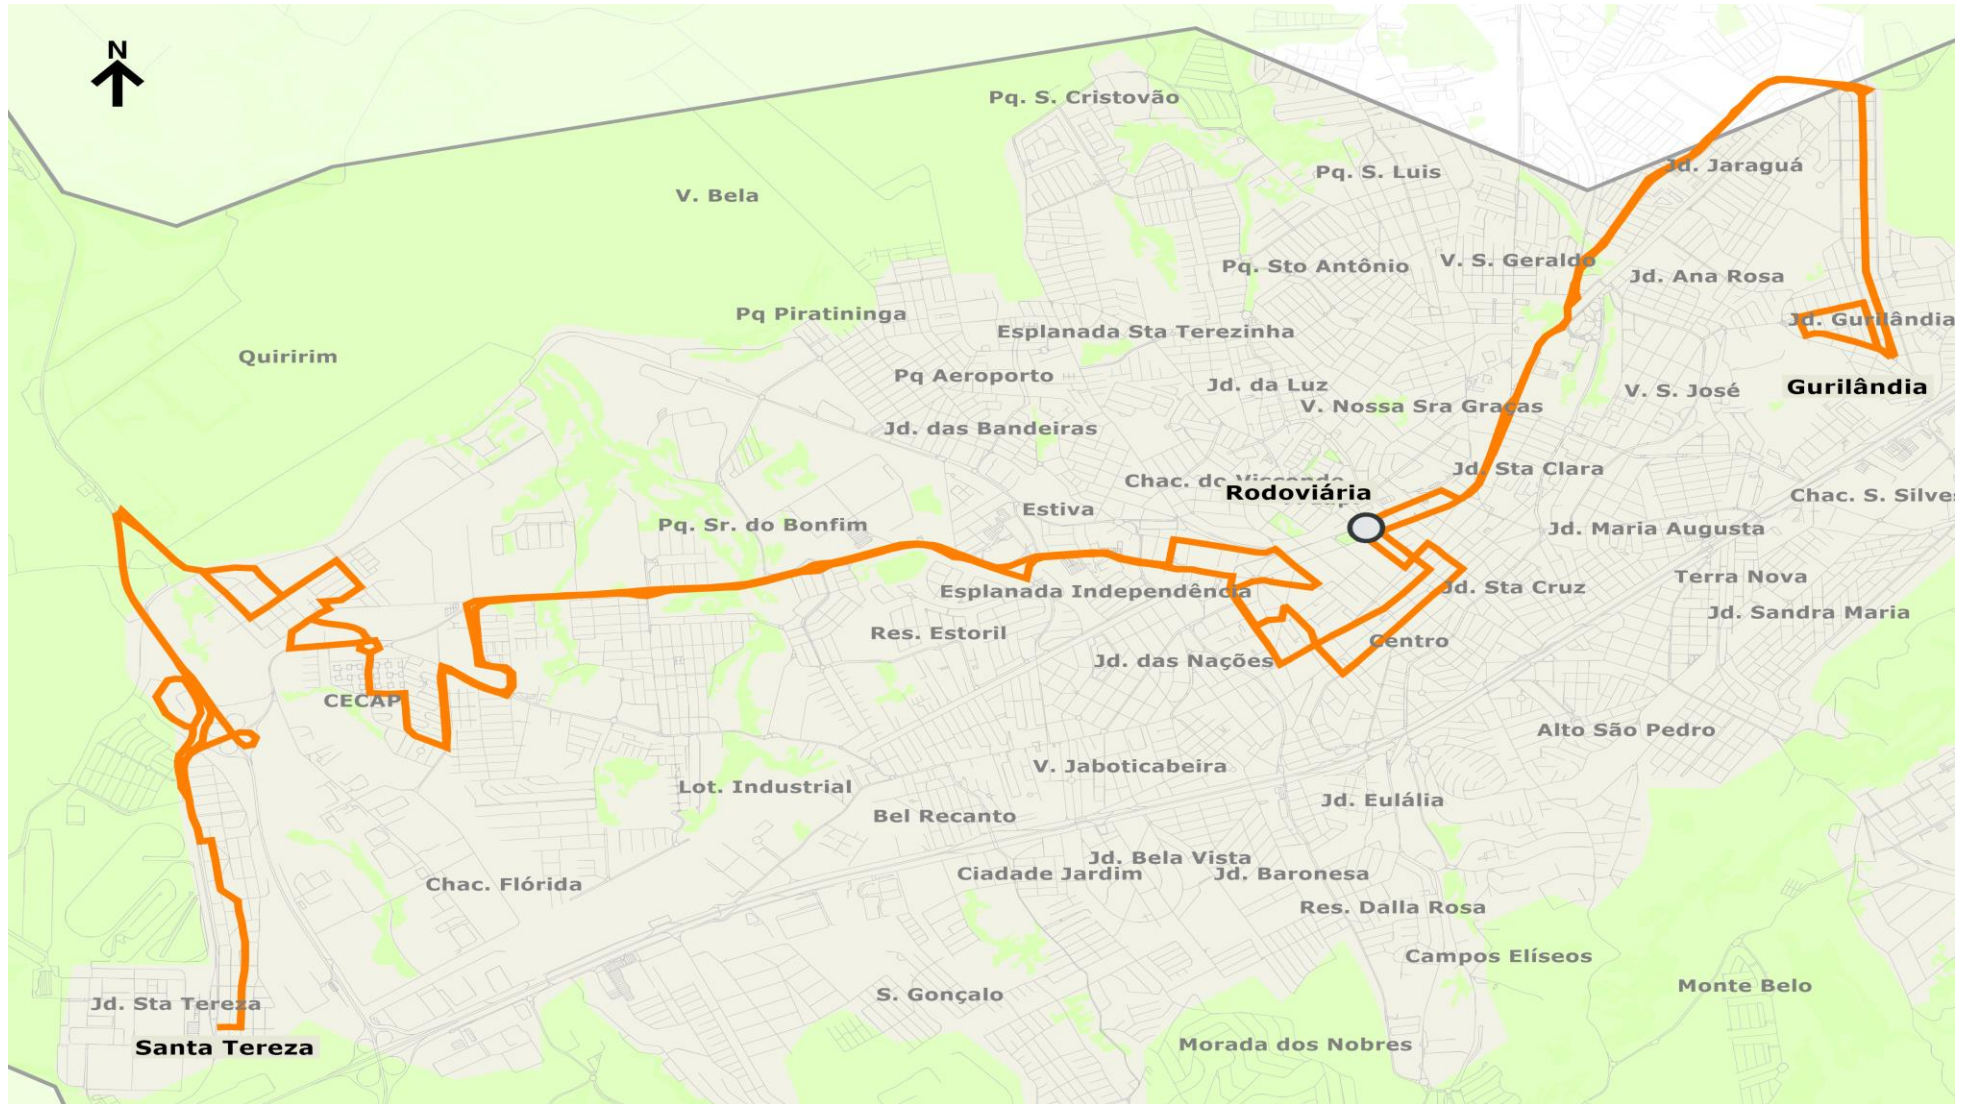 N
Pq. S. Cristovão
Jd. Jaraguá
Pq. S. Luis
V. Bela
V. S. Geraldo
Pq. Sto Antônio
Jd. Ana Rosa
Pq Piratininga
Jd. Gurilândia
Esplanada Sta Terezinha
Quiririm
Pq Aeroporto
Jd. da Luz
Gurilândia
V. S. José
V. Nossa Sra Graças
Jd. das Bandeiras
Jd. Sta Clara
Chac. do Visconde
Rodoviária
Chac. S. Silves
Estiva
Pq. Sr. do Bonfim
Jd. Maria Augusta
Terra Nova
Esplanada Independência
Jd. Sta Cruz
Jd. Sandra Maria
Res. Estoril
Centro
Jd. das Nações
CECAP
Alto São Pedro
V. Jaboticabeira
Lot. Industrial
Jd. Eulália
Bel Recanto
Jd. Bela Vista
Ciadade Jardim
Jd. Baronesa
Chac. Flórida
Res. Dalla Rosa
Campos Elíseos
Monte Belo
S. Gonçalo
Jd. Sta Tereza
Santa Tereza
Morada dos Nobres